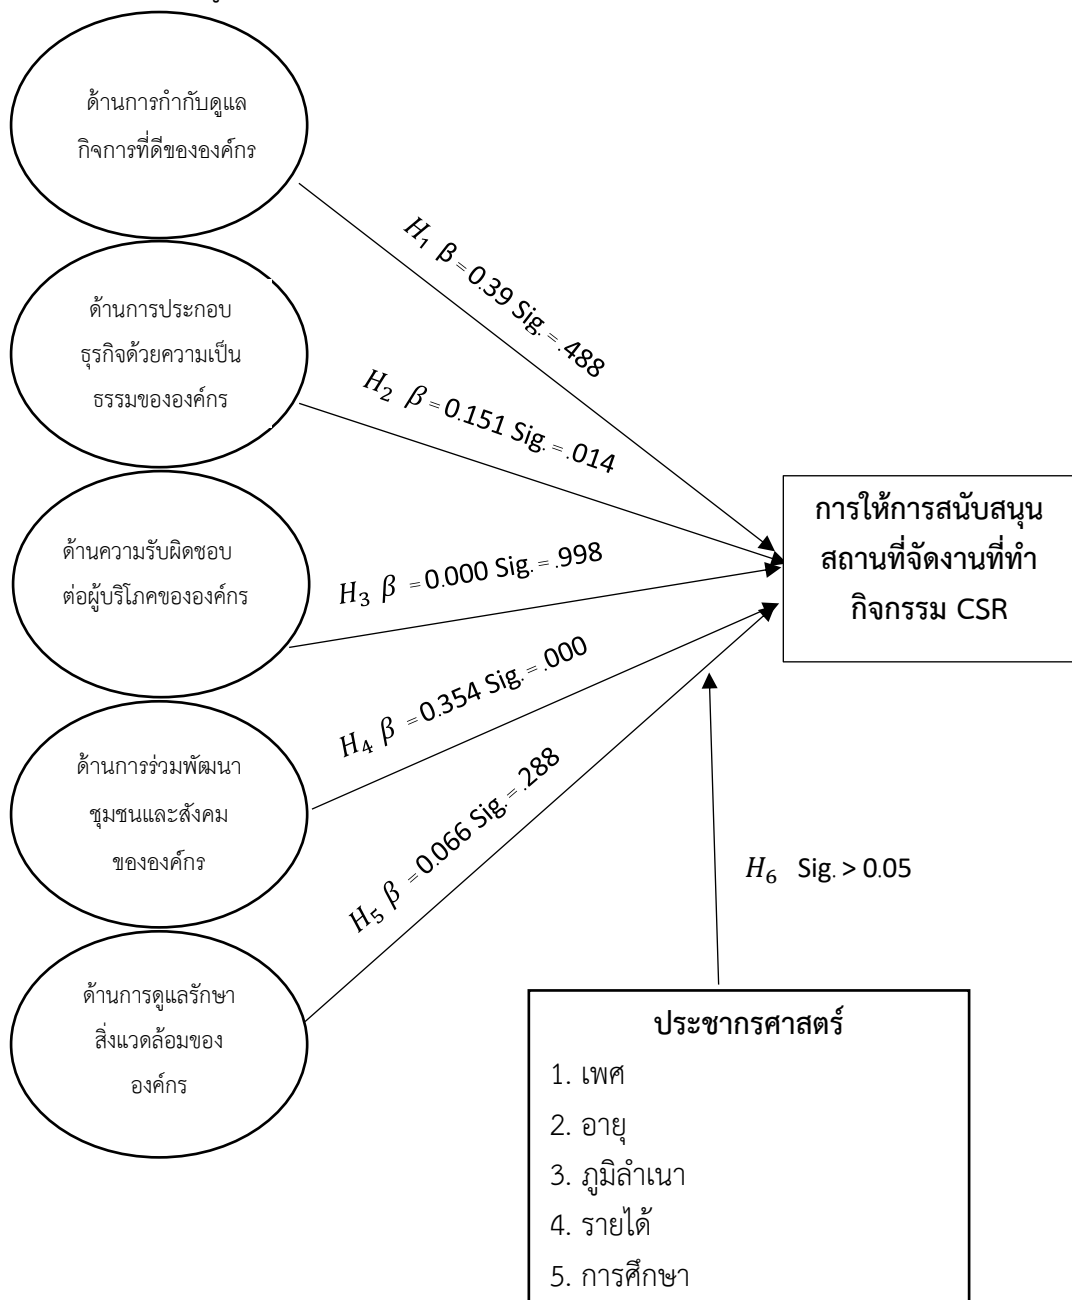 ด้านการกำกับดูแล
กิจการที่ดีขององค์กร
H₁ β = 0.39 Sig. = .488
ด้านการประกอบ
ธุรกิจด้วยความเป็น
ธรรมขององค์กร
H₂ β = 0.151 Sig. = .014
ด้านความรับผิดชอบ
ต่อผู้บริโภคขององค์กร
H₃ β = 0.000 Sig. = .998
การให้การสนับสนุน
สถานที่จัดงานที่ทำ
กิจกรรม CSR
ด้านการร่วมพัฒนา
ชุมชนและสังคม
ขององค์กร
H₄ β = 0.354 Sig. = .000
ด้านการดูแลรักษา
สิ่งแวดล้อมของ
องค์กร
H₅ β = 0.066 Sig. = .288
H₆ Sig. > 0.05
ประชากรศาสตร์
1. เพศ
2. อายุ
3. ภูมิลำเนา
4. รายได้
5. การศึกษา